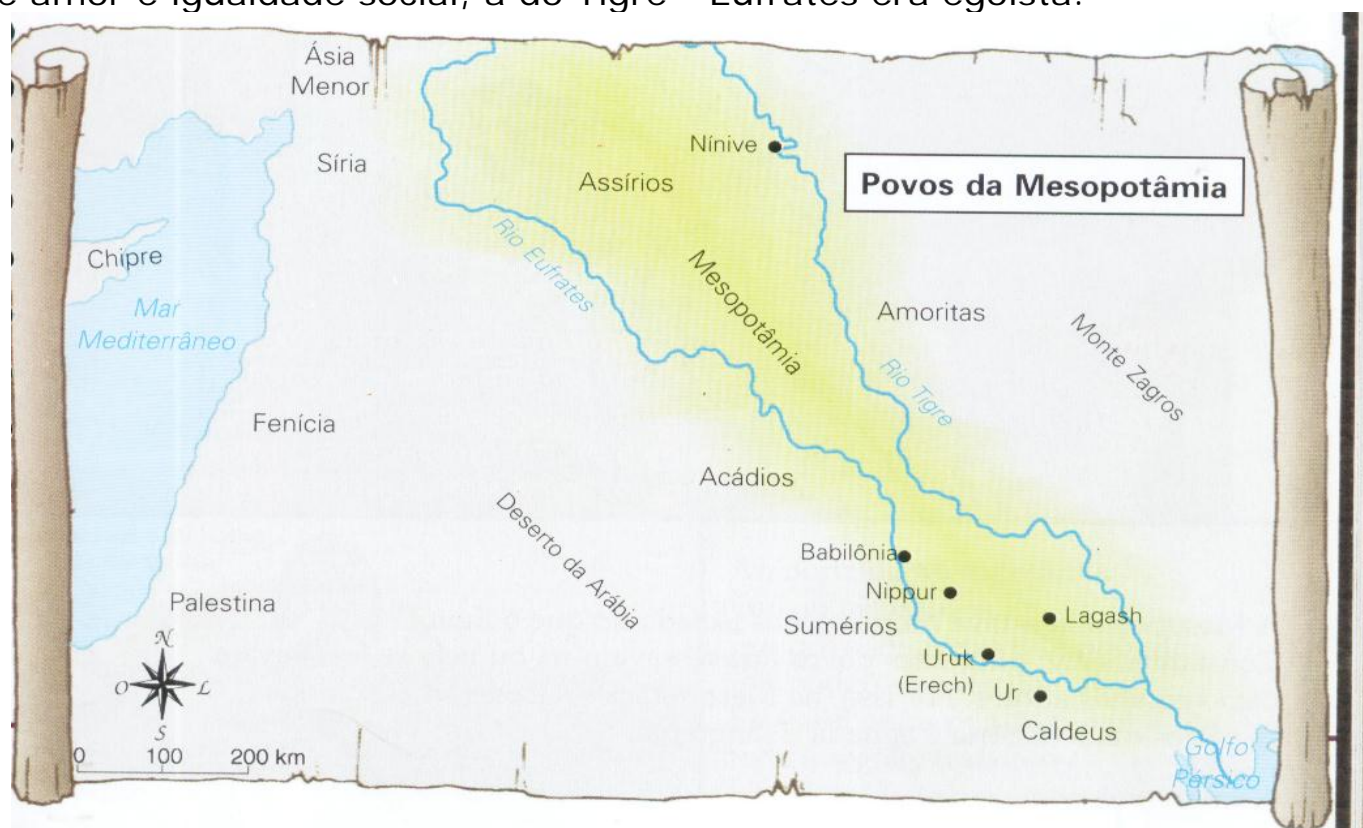 e amor e igualdade social, a do Tigre - Eufrates era egoísta.
Ásia
Menor
Nínive
Síria
Assírios
Povos da Mesopotâmia
Rio Eufrates
Chipre
Mesopotâmia
Mar
Mediterrâneo
Amoritas
Monte Zagros
Rio Tigre
Fenícia
Acádios
Deserto da Arábia
Babilônia
Nippur
Palestina
Lagash
Sumérios
N
Uruk
(Erech)
O
L
Ur
S
Caldeus
Golfo
Pérsico
0 100 200 km